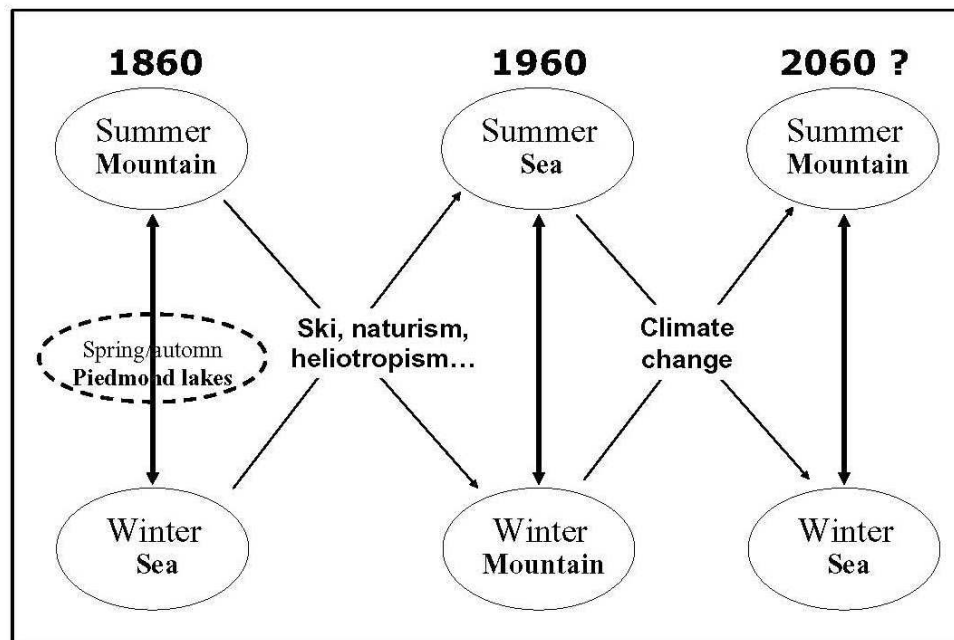 1860
1960
2060 ?
Summer
Mountain
Summer
Sea
Summer
Mountain
Spring/automn
Piedmond lakes
Ski, naturism,
heliotropism...
Climate
change
Winter
Sea
Winter
Mountain
Winter
Sea